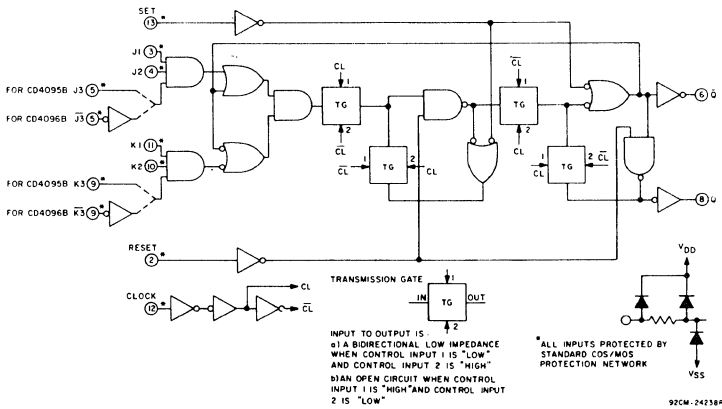 SET
13 *
J1 3 *
J2 4 *
FOR CD4095B J3 5 *
FOR CD4096B J3 5 *
K1 11 *
K2 10 *
FOR CD4095B K3 9 *
FOR CD4096B K3 9 *
CL
1
TG
2
CL
CL 1
TG
2 CL
CL
1
TG
2
CL
1 CL
TG
2 CL
6 Q
8 Q
RESET
2 *
CLOCK
12 *
CL
CL
TRANSMISSION GATE
1
IN TG OUT
2
INPUT TO OUTPUT IS
a) A BIDIRECTIONAL LOW IMPEDANCE
WHEN CONTROL INPUT 1 IS "LOW"
AND CONTROL INPUT 2 IS "HIGH"
b) AN OPEN CIRCUIT WHEN CONTROL
INPUT 1 IS "HIGH" AND CONTROL INPUT
2 IS "LOW"
VDD
VSS
*ALL INPUTS PROTECTED BY
STANDARD COS/MOS
PROTECTION NETWORK